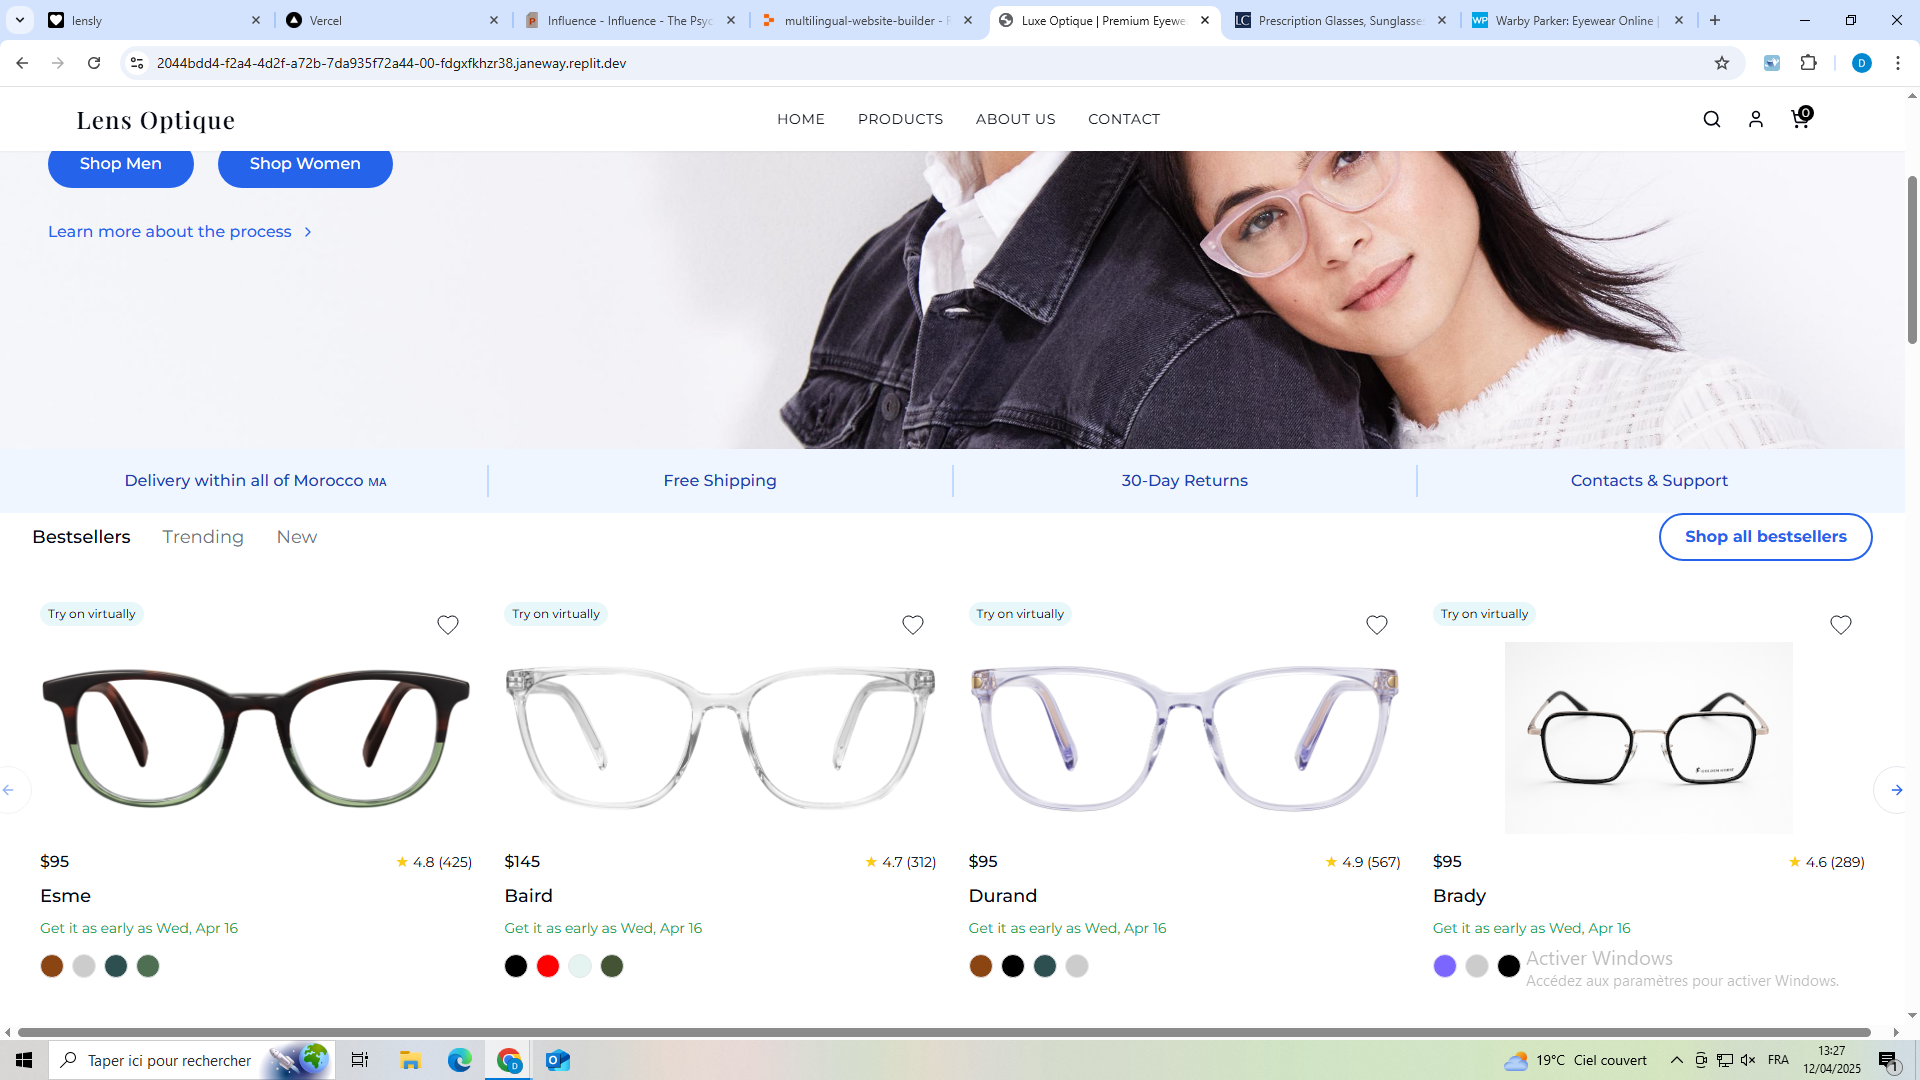 lensly
Vercel
Influence - Influence - The Psyc
multilingual-website-builder - R
Luxe Optique | Premium Eyewe
Prescription Glasses, Sunglasse
WP
Warby Parker: Eyewear Online |
2044bdd4-f2a4-4d2f-a72b-7da935f72a44-00-fdgxfkhzr38.janeway.replit.dev
D
Lens Optique
HOME
PRODUCTS
ABOUT US
CONTACT
0
Shop Men
Shop Women
Learn more about the process
Delivery within all of Morocco MA
Free Shipping
30-Day Returns
Contacts & Support
Bestsellers
Trending
New
Shop all bestsellers
Try on virtually
Try on virtually
Try on virtually
Try on virtually
$95
4.8 (425)
$145
4.7 (312)
$95
4.9 (567)
$95
4.6 (289)
Esme
Baird
Durand
Brady
Get it as early as Wed, Apr 16
Get it as early as Wed, Apr 16
Get it as early as Wed, Apr 16
Get it as early as Wed, Apr 16
Activer Windows
Accédez aux paramètres pour activer Windows.
Taper ici pour rechercher
19°C Ciel couvert
FRA
13:27
12/04/2025
1